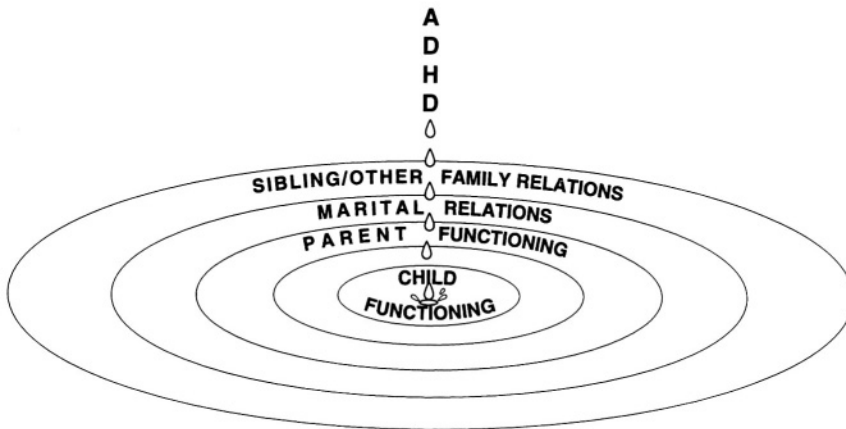 A
D
H
D
SIBLING/OTHER FAMILY RELATIONS
MARITAL RELATIONS
PARENT FUNCTIONING
CHILD
FUNCTIONING